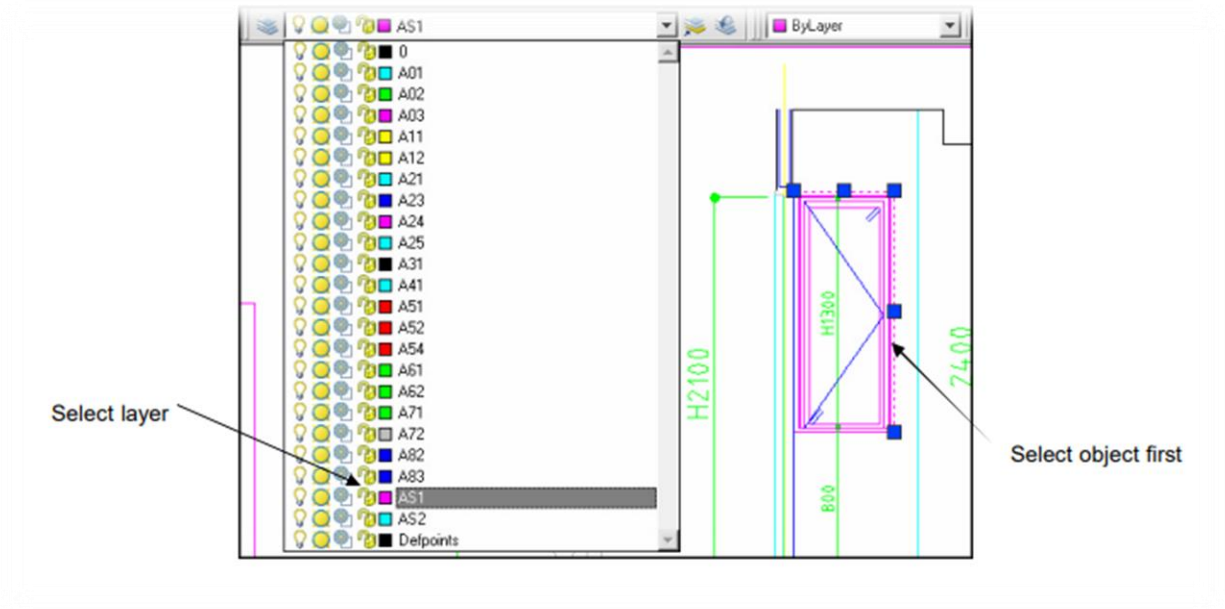 AS1
ByLayer
0
A01
A02
A03
A11
A12
A21
A23
A24
A25
A31
A41
A51
A52
A54
A61
A62
A71
A72
A82
A83
AS1
AS2
Defpoints
Select layer
H2100
H1300
800
2400
Select object first